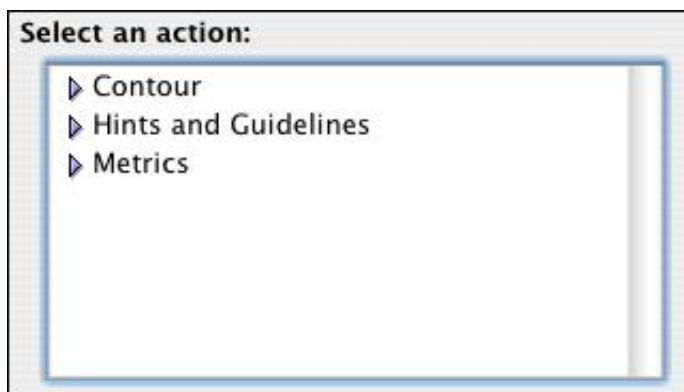 Select an action:
Contour
Hints and Guidelines
Metrics